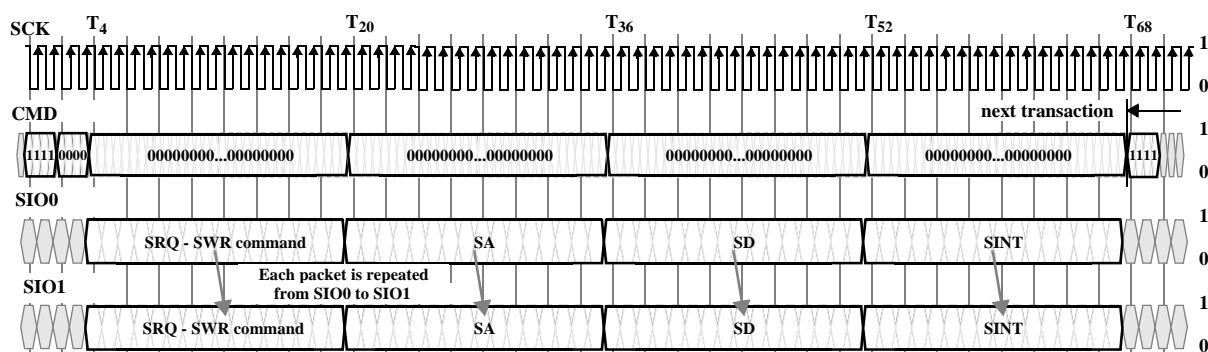 T4 T20 T36 T52 T68
SCK
1
0
CMD
next transaction
1
1111 0000 00000000...00000000 00000000...00000000 00000000...00000000 00000000...00000000 1111
0
SIO0
1
SRQ - SWR command SA SD SINT
0
Each packet is repeated
from SIO0 to SIO1
SIO1
1
SRQ - SWR command SA SD SINT
0